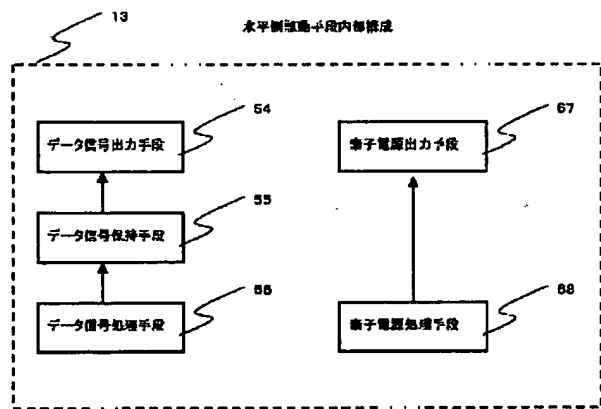 13
水平側駆動手段内部構成
54
データ信号出力手段
55
データ信号保持手段
56
データ信号処理手段
67
素子電源出力手段
68
素子電源処理手段